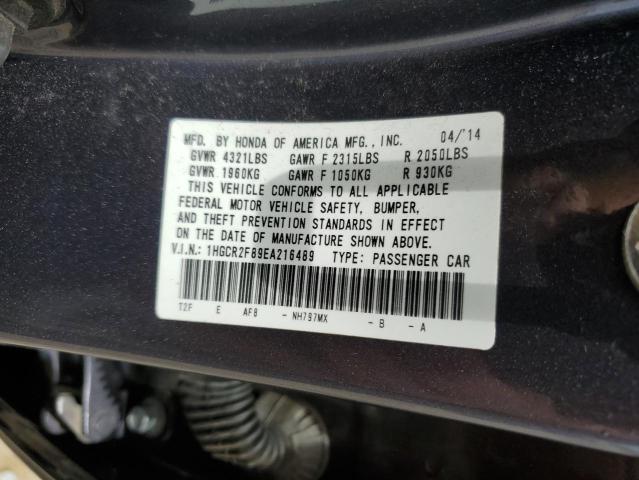 MFD. BY HONDA OF AMERICA MFG., INC. 04/'14
GVWR 4321LBS GAWR F 2315LBS R 2050LBS
GVWR 1960KG GAWR F 1050KG R 930KG
THIS VEHICLE CONFORMS TO ALL APPLICABLE
FEDERAL MOTOR VEHICLE SAFETY, BUMPER,
AND THEFT PREVENTION STANDARDS IN EFFECT
ON THE DATE OF MANUFACTURE SHOWN ABOVE.
V.I.N.: 1HGCR2F89EA216489 TYPE: PASSENGER CAR
T2F E AF8 - NH797MX - B - A